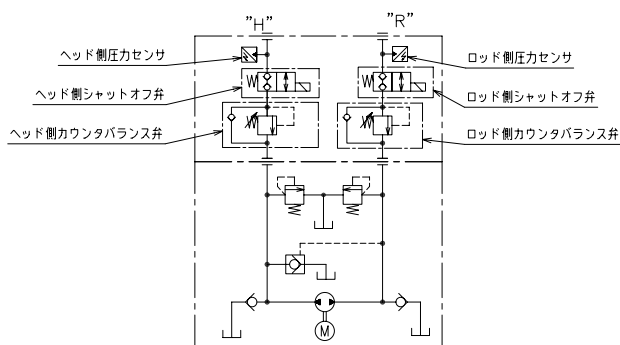 "H"
"R"
ヘッド側圧力センサ
ロッド側圧力センサ
ヘッド側シャットオフ弁
ロッド側シャットオフ弁
ヘッド側カウンタバランス弁
ロッド側カウンタバランス弁
M